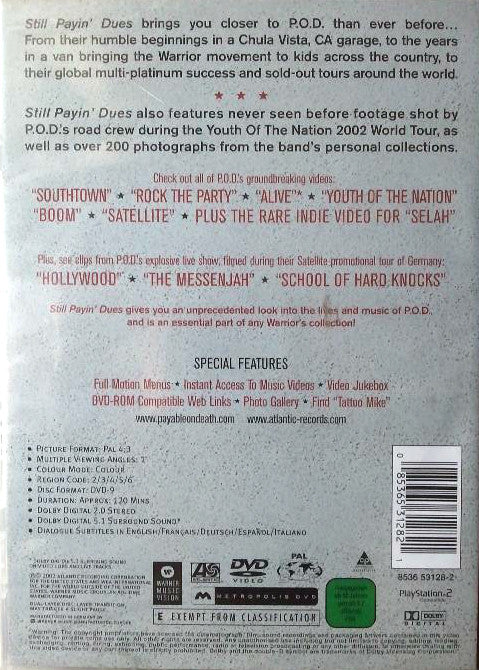 Still Payin' Dues brings you closer to P.O.D. than ever before...
From their humble beginnings in a Chula Vista, CA garage, to the years
in a van bringing the Warrior movement to kids across the country, to
their global multi-platinum success and sold-out tours around the world.
★ ★ ★
Still Payin' Dues also features never seen before footage shot by
P.O.D.'s road crew during the Youth Of The Nation 2002 World Tour, as
well as over 200 photographs from the band's personal collections.
Check out all of P.O.D.'s groundbreaking videos:
"SOUTHTOWN" ★ "ROCK THE PARTY" ★ "ALIVE"* ★ "YOUTH OF THE NATION"
"BOOM" ★ "SATELLITE" ★ PLUS THE RARE INDIE VIDEO FOR "SELAH"
Plus, see clips from P.O.D.'s explosive live show, filmed during their Satellite promotional tour of Germany:
"HOLLYWOOD" ★ "THE MESSENJAH" ★ "SCHOOL OF HARD KNOCKS"
Still Payin' Dues gives you an unprecedented look into the lives and music of P.O.D.,
and is an essential part of any Warrior's collection!
SPECIAL FEATURES
Full-Motion Menus ★ Instant Access To Music Videos ★ Video Jukebox
DVD-ROM Compatible Web Links ★ Photo Gallery ★ Find "Tattoo Mike"
www.payableondeath.com ★ www.atlantic-records.com
• PICTURE FORMAT: PAL 4:3
• MULTIPLE VIEWING ANGLES: 1
• COLOUR MODE: COLOUR
• REGION CODE: 2/3/4/5/6
• DISC FORMAT: DVD-9
• DURATION: APPROX: 120 MINS
• DOLBY DIGITAL 2.0 STEREO
• DOLBY DIGITAL 5.1 SURROUND SOUND*
• DIALOGUE SUBTITLES IN ENGLISH/FRANÇAIS/DEUTSCH/ESPAÑOL/ITALIANO
0 85365 31282 1
8536 53128-2
WARNER
MUSIC
VISION
DVD
VIDEO
PAL
METROPOLIS DVD
E EXEMPT FROM CLASSIFICATION
PlayStation 2
DOLBY
DIGITAL